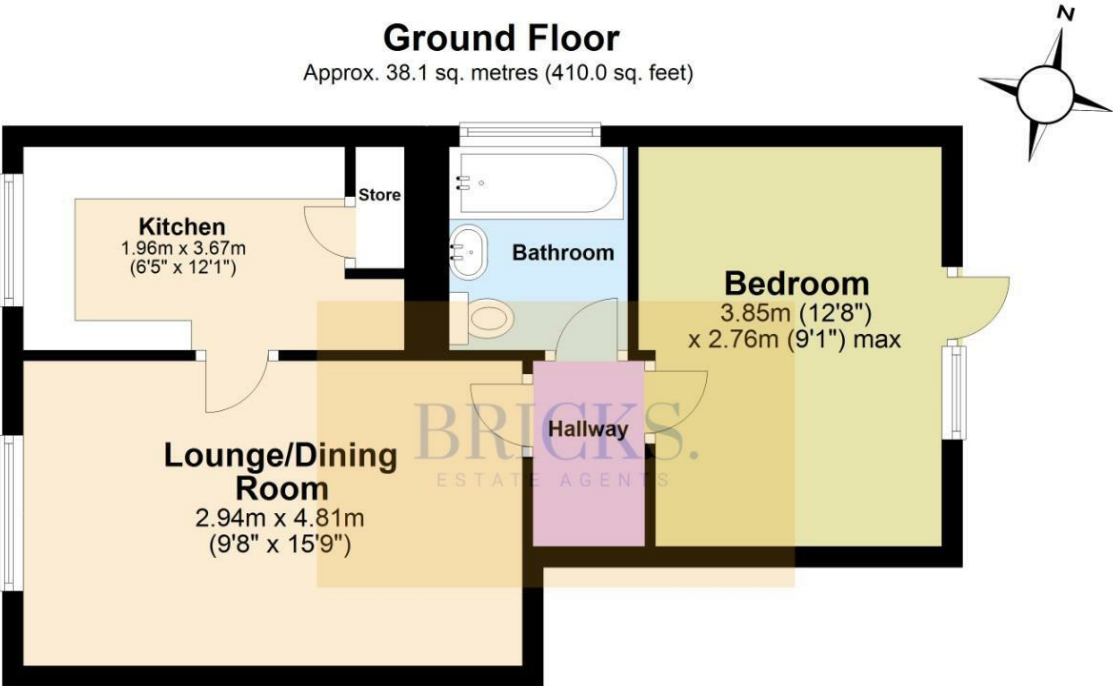 Ground Floor
Approx. 38.1 sq. metres (410.0 sq. feet)
N
Kitchen
1.96m x 3.67m
(6'5" x 12'1")
Store
Bathroom
Bedroom
3.85m (12'8")
x 2.76m (9'1") max
Hallway
Lounge/Dining
Room
2.94m x 4.81m
(9'8" x 15'9")
BRICKS.
ESTATE AGENTS